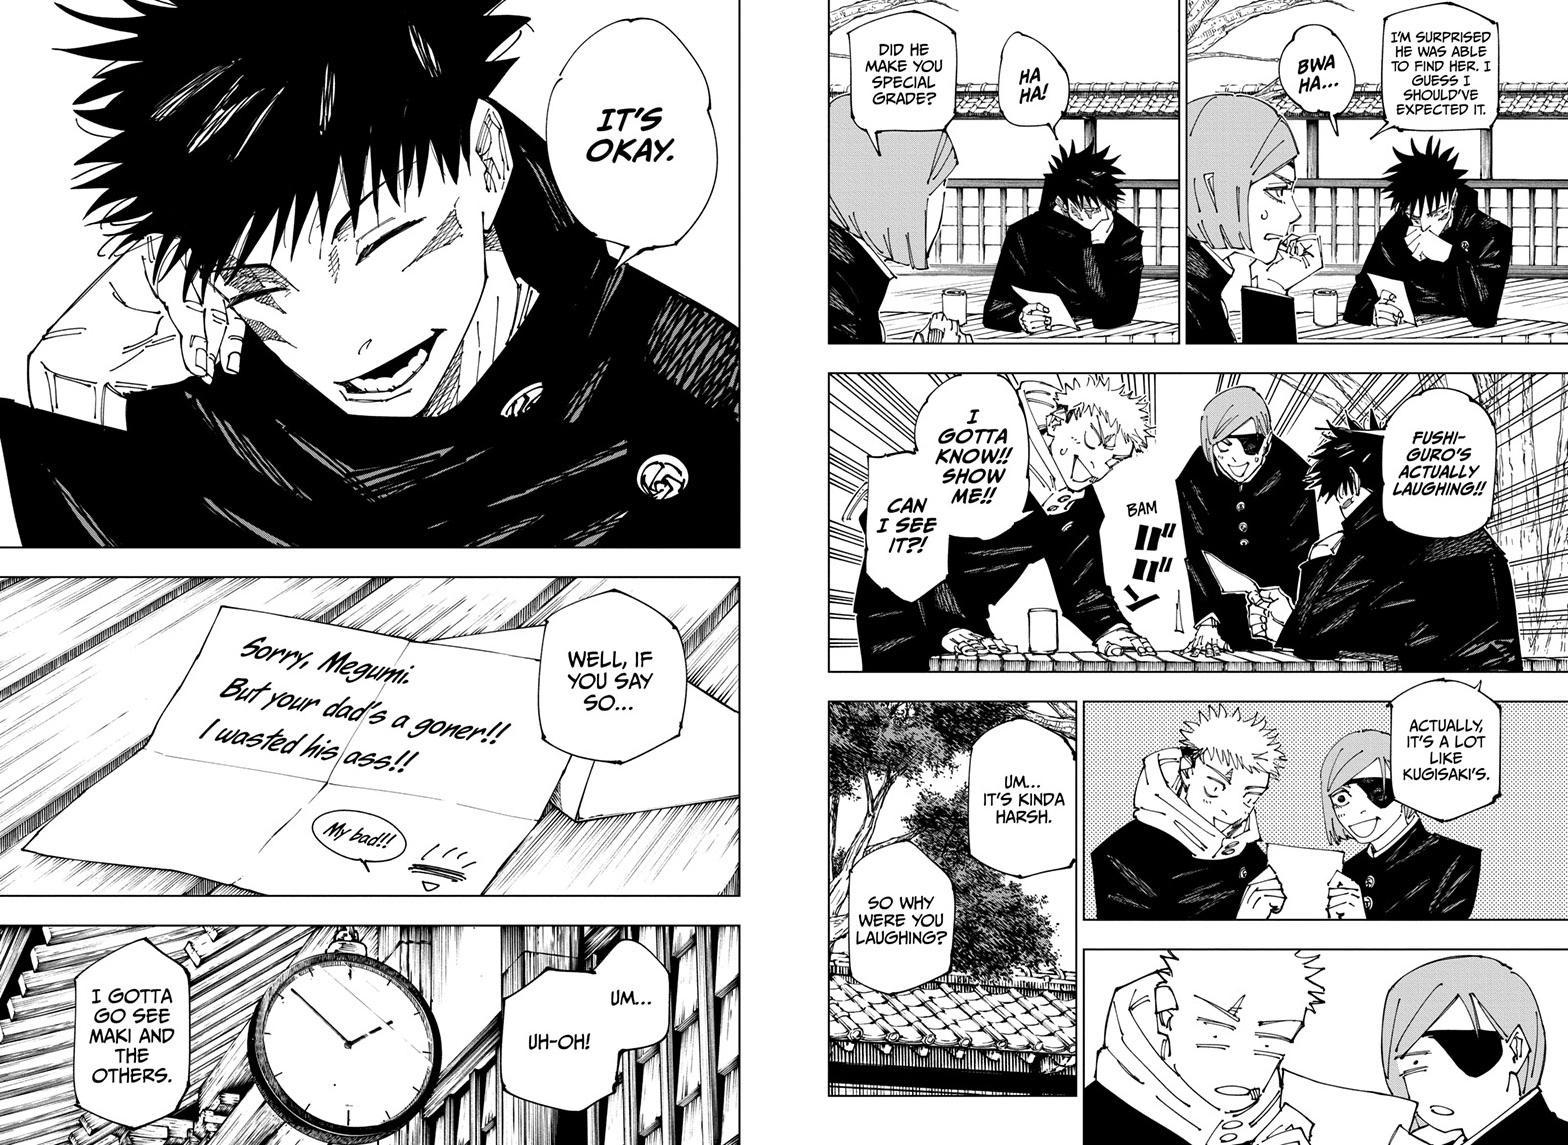 I'M SURPRISED
HE WAS ABLE
TO FIND HER. I
GUESS I
SHOULD'VE
EXPECTED IT.
BWA
HA...
HA
HA!
DID HE
MAKE YOU
SPECIAL
GRADE?
FUSHI-
GURO'S
ACTUALLY
LAUGHING!!
BAM
バ
バ
ン
I
GOTTA
KNOW!!
SHOW
ME!!
CAN
I SEE
IT?!
ACTUALLY,
IT'S A LOT
LIKE
KUGISAKI'S.
UM...
IT'S KINDA
HARSH.
SO WHY
WERE YOU
LAUGHING?
IT'S
OKAY.
WELL, IF
YOU SAY
SO...
Sorry, Megumi.
But your dad's a goner!!
I wasted his ass!!
My bad!!
UM...
UH-OH!
I GOTTA
GO SEE
MAKI AND
THE
OTHERS.